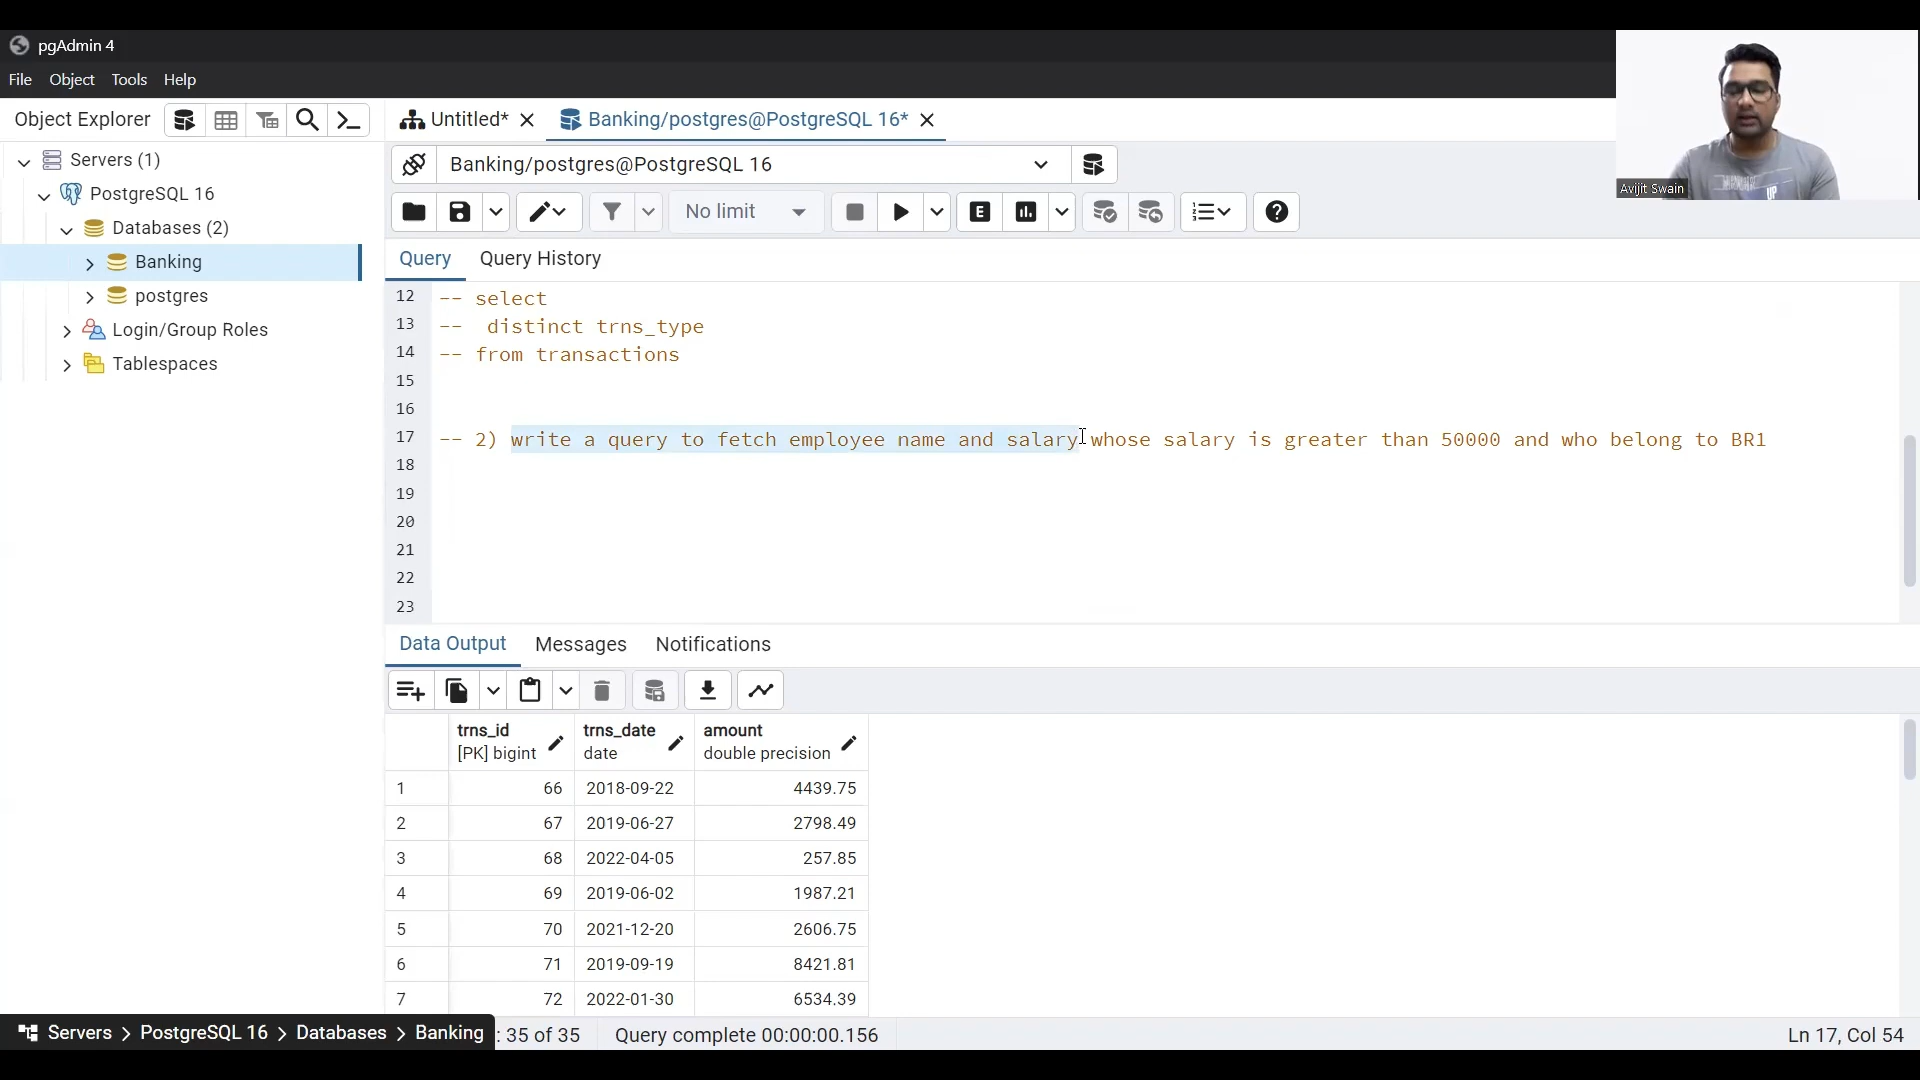 pgAdmin 4
File Object Tools Help
Object Explorer
Untitled* Banking/postgres@PostgreSQL 16*
Avijit Swain
Servers (1)
PostgreSQL 16
Databases (2)
Banking
postgres
Login/Group Roles
Tablespaces
Banking/postgres@PostgreSQL 16
No limit
E
Query Query History
12 -- select
13 -- distinct trns_type
14 -- from transactions
15
16
17 -- 2) write a query to fetch employee name and salary whose salary is greater than 50000 and who belong to BR1
18
19
20
21
22
23
Data Output Messages Notifications
trns_id trns_date amount
[PK] bigint date double precision
1 66 2018-09-22 4439.75
2 67 2019-06-27 2798.49
3 68 2022-04-05 257.85
4 69 2019-06-02 1987.21
5 70 2021-12-20 2606.75
6 71 2019-09-19 8421.81
7 72 2022-01-30 6534.39
Servers > PostgreSQL 16 > Databases > Banking : 35 of 35 Query complete 00:00:00.156 Ln 17, Col 54